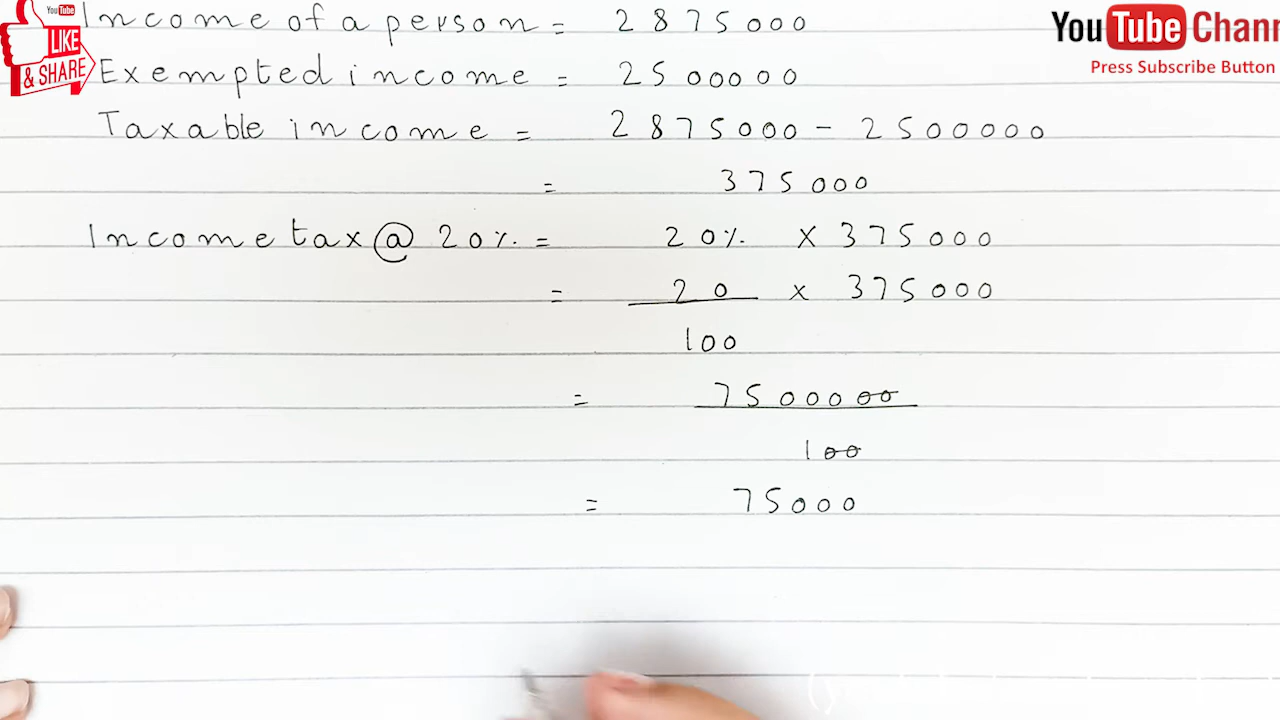 YouTube
LIKE
& SHARE
YouTube Chann
Press Subscribe Button
Income of a person = 2875000
Exempted income = 2500000
Taxable income = 2875000 - 2500000
= 375000
Income tax @ 20% = 20% x 375000
= 20 x 375000
100
= 7500000
100
= 75000